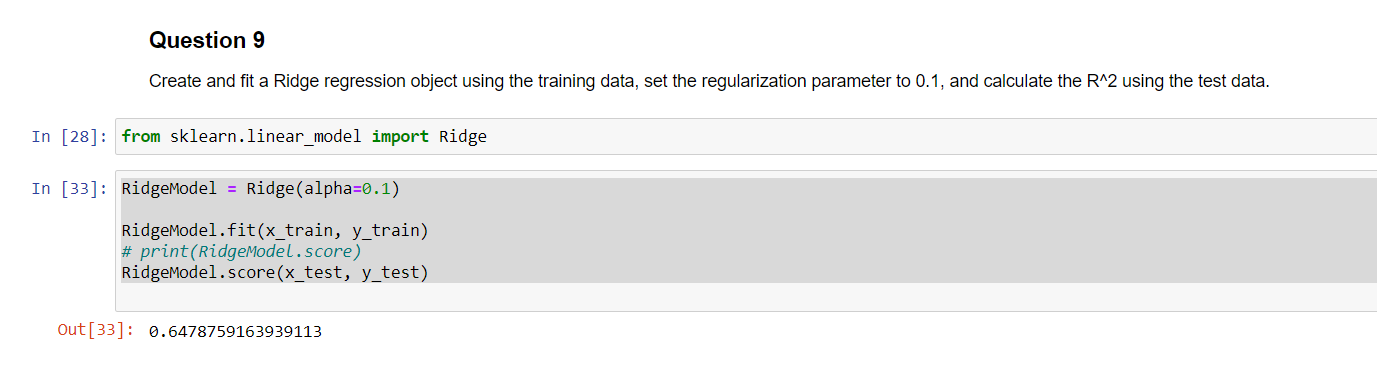 Question 9
Create and fit a Ridge regression object using the training data, set the regularization parameter to 0.1, and calculate the R^2 using the test data.
In [28]: from sklearn.linear_model import Ridge
In [33]: RidgeModel = Ridge(alpha=0.1)
RidgeModel.fit(x_train, y_train)
# print(RidgeModel.score)
RidgeModel.score(x_test, y_test)
Out[33]: 0.6478759163939113